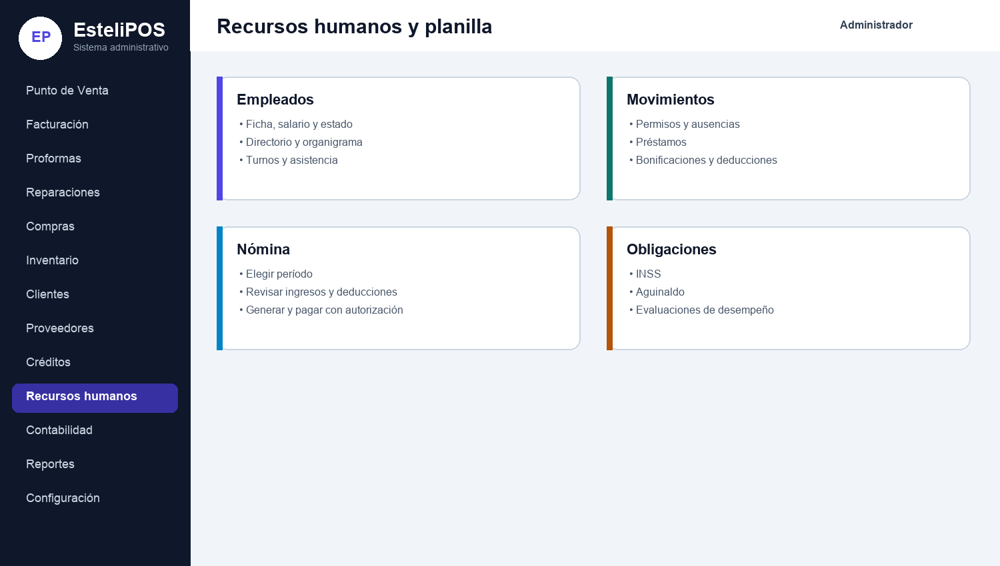 EP
EsteliPOS
Sistema administrativo
Punto de Venta
Facturación
Proformas
Reparaciones
Compras
Inventario
Clientes
Proveedores
Créditos
Recursos humanos
Contabilidad
Reportes
Configuración
Recursos humanos y planilla
Administrador
Empleados
• Ficha, salario y estado
• Directorio y organigrama
• Turnos y asistencia
Movimientos
• Permisos y ausencias
• Préstamos
• Bonificaciones y deducciones
Nómina
• Elegir período
• Revisar ingresos y deducciones
• Generar y pagar con autorización
Obligaciones
• INSS
• Aguinaldo
• Evaluaciones de desempeño